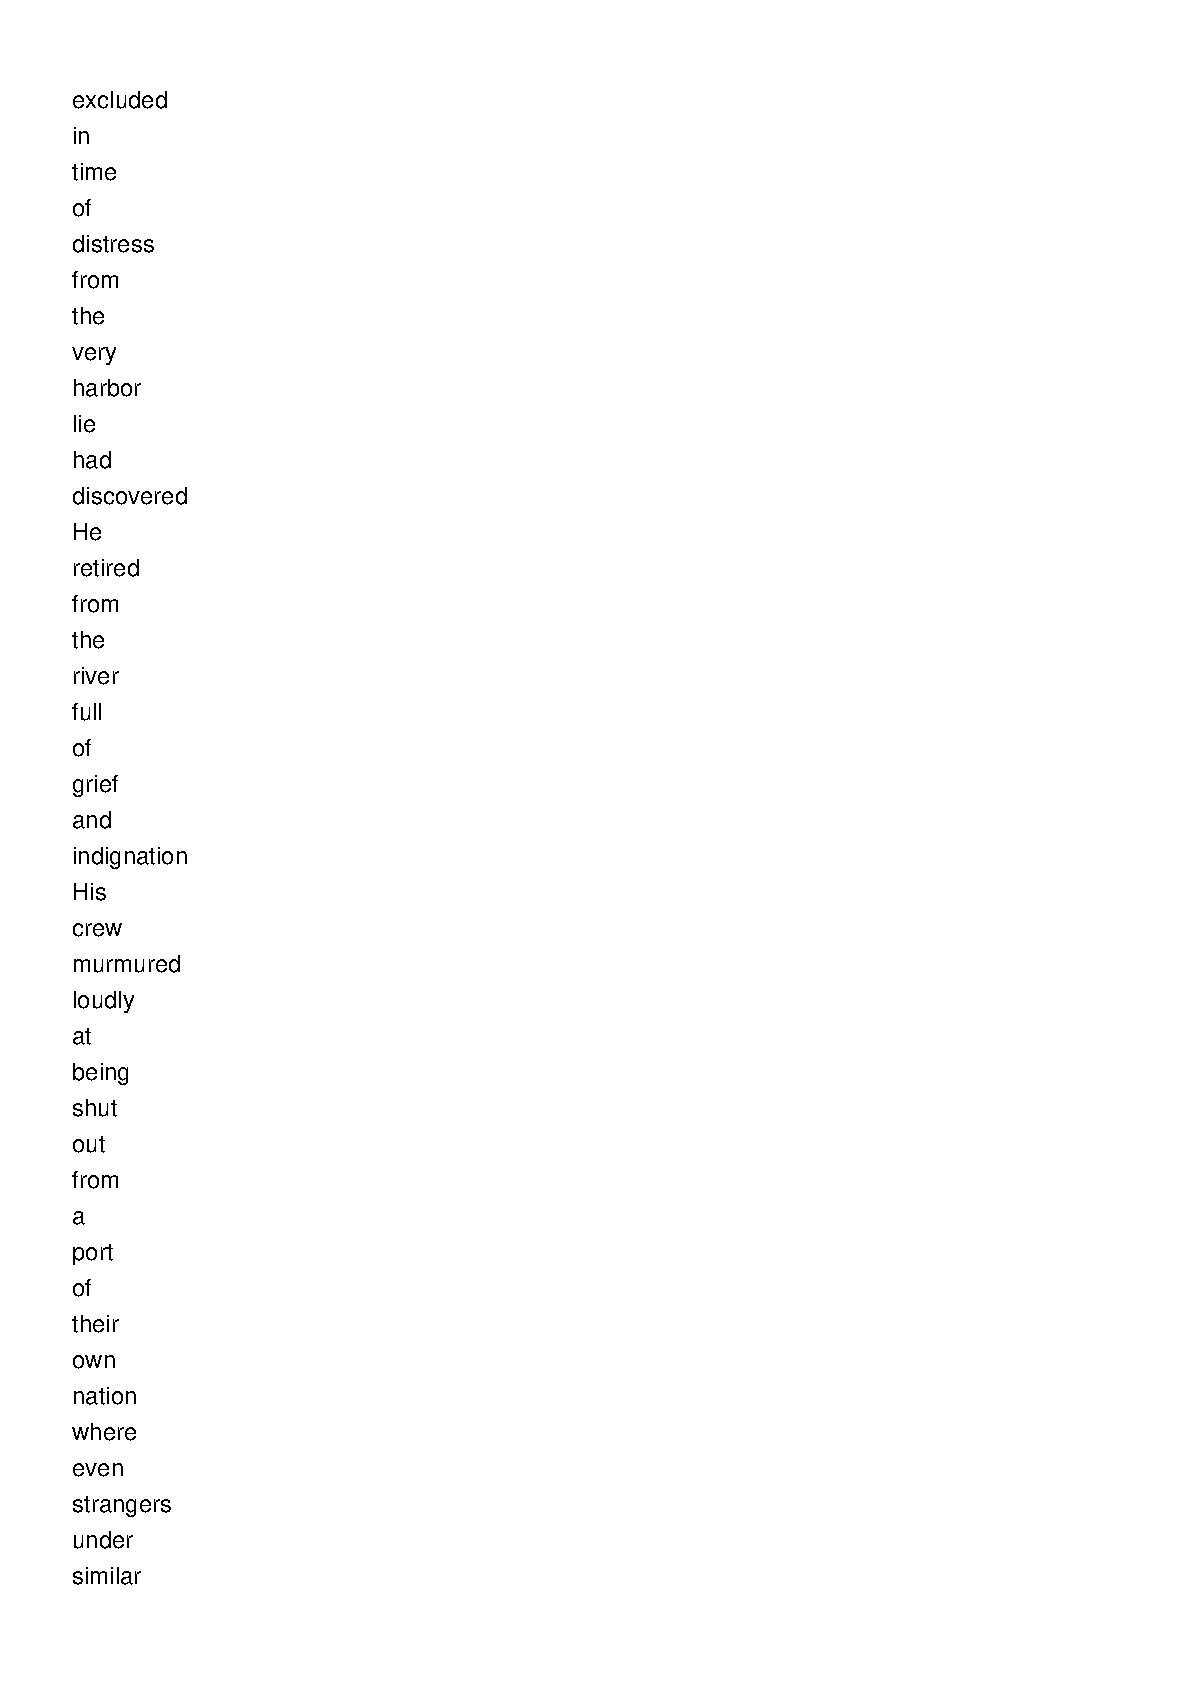 excluded
in
time
of
distress
from
the
very
harbor
lie
had
discovered
He
retired
from
the
river
full
of
grief
and
indignation
His
crew
murmured
loudly
at
being
shut
out
from
a
port
of
their
own
nation
where
even
strangers
under
similar